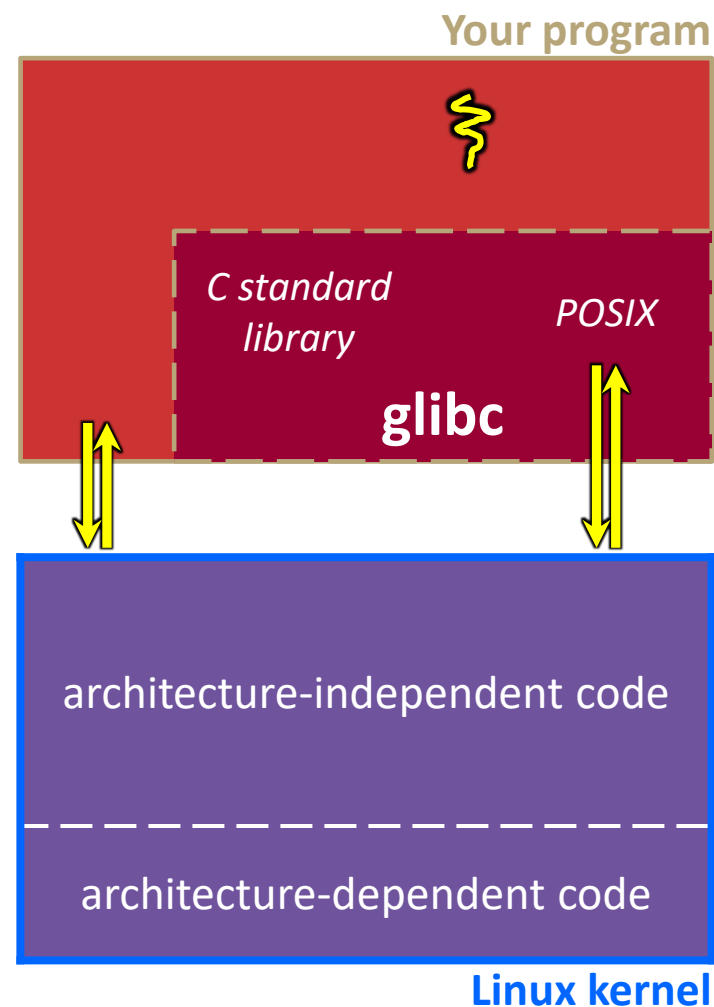 Your program
C standard
library
POSIX
glibc
architecture-independent code
architecture-dependent code
Linux kernel